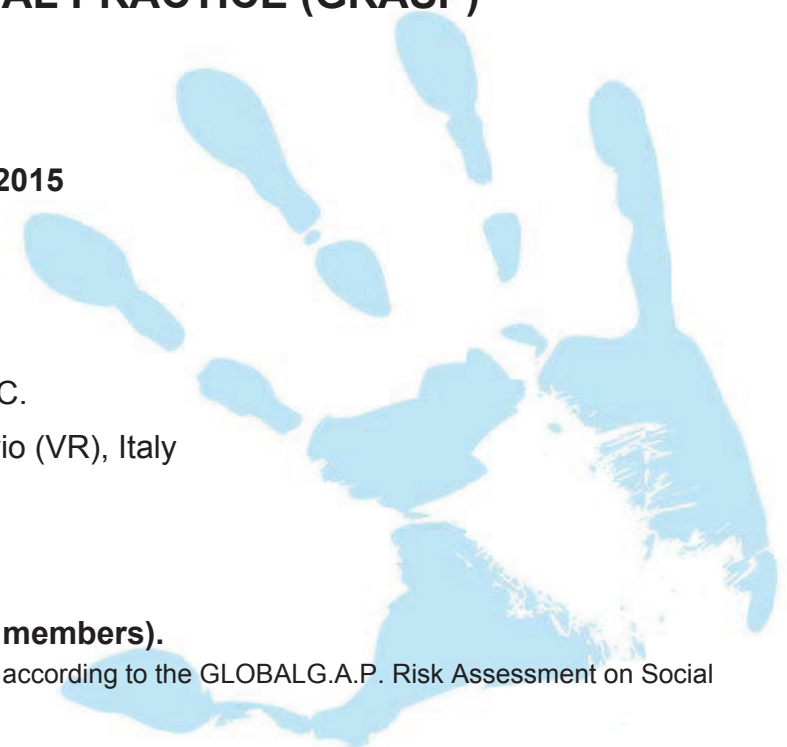 AL PRACTICE (GRASP)
2015
C.
io (VR), Italy
members).
according to the GLOBALG.A.P. Risk Assessment on Social